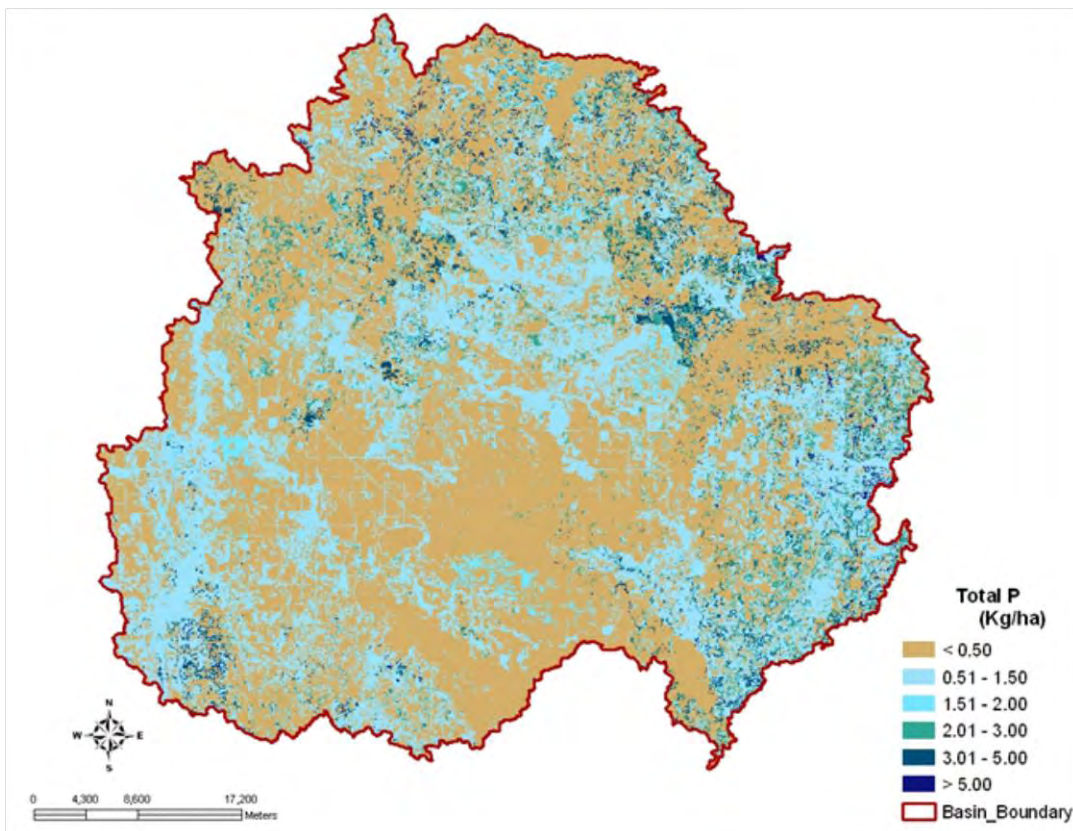 Total P
(Kg/ha)
< 0.50
0.51 - 1.50
1.51 - 2.00
2.01 - 3.00
3.01 - 5.00
> 5.00
Basin_Boundary
N
W E
S
0 4,300 8,600 17,200
Meters